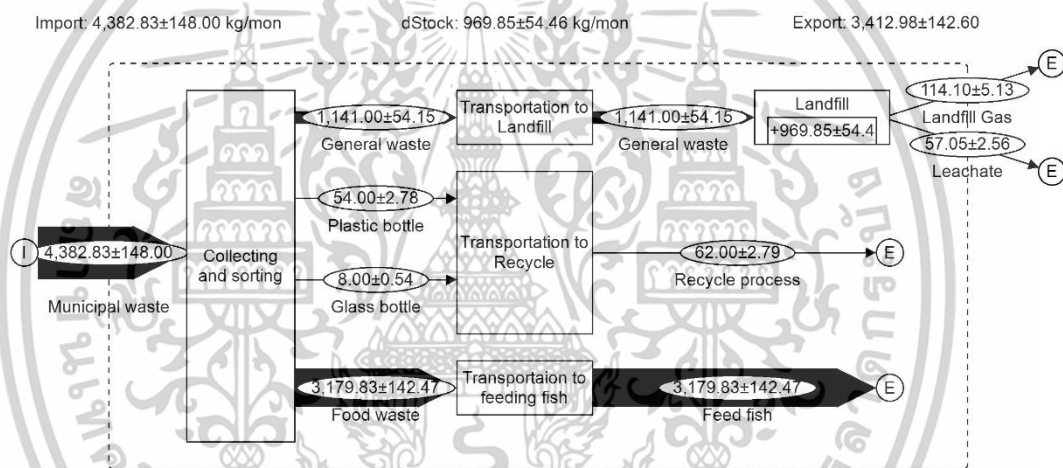 Import: 4,382.83±148.00 kg/mon
dStock: 969.85±54.46 kg/mon
Export: 3,412.98±142.60
E
114.10±5.13
Landfill Gas
1,141.00±54.15
General waste
Transportation to
Landfill
1,141.00±54.15
General waste
Landfill
+969.85±54.4
57.05±2.56
Leachate
E
54.00±2.78
Plastic bottle
I
4,382.83±148.00
Municipal waste
Collecting
and sorting
Transportation to
Recycle
62.00±2.79
Recycle process
E
8.00±0.54
Glass bottle
3,179.83±142.47
Food waste
Transportaion to
feeding fish
3,179.83±142.47
Feed fish
E